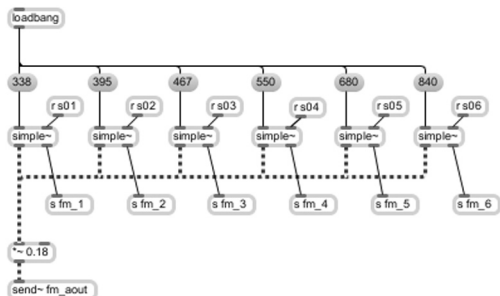 loadbang
338 395 467 550 680 840
r s01 r s02 r s03 r s04 r s05 r s06
simple~ simple~ simple~ simple~ simple~ simple~
s fm_1 s fm_2 s fm_3 s fm_4 s fm_5 s fm_6
*~ 0.18
send~ fm_aout